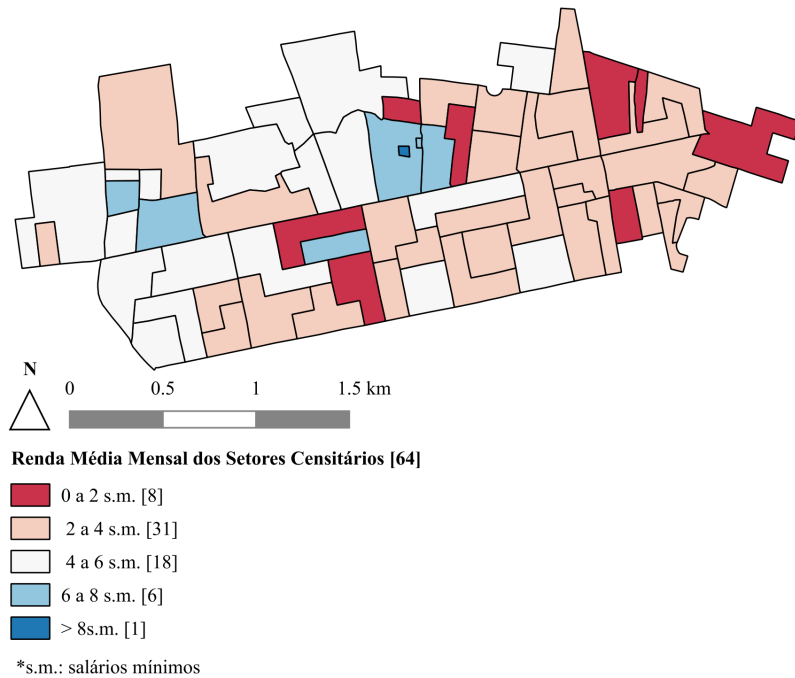 N
0 0.5 1 1.5 km
Renda Média Mensal dos Setores Censitários [64]
0 a 2 s.m. [8]
2 a 4 s.m. [31]
4 a 6 s.m. [18]
6 a 8 s.m. [6]
> 8s.m. [1]
*s.m.: salários mínimos